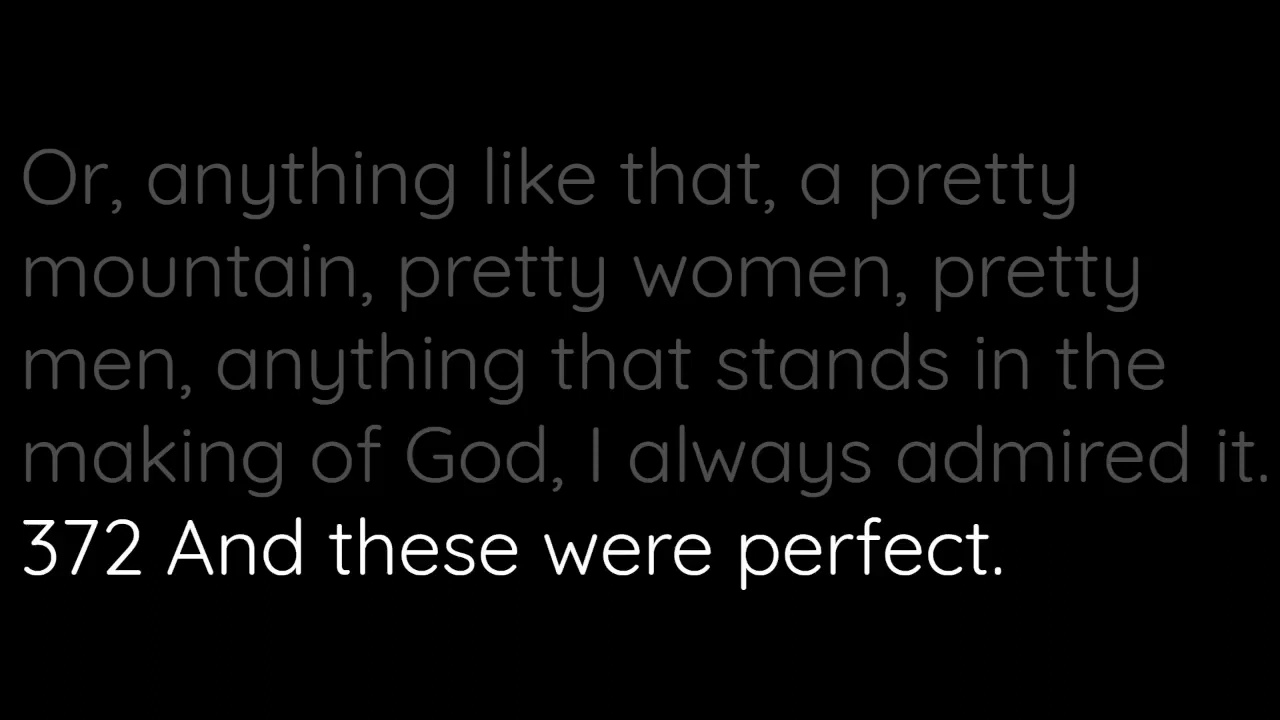 Or, anything like that, a pretty
mountain, pretty women, pretty
men, anything that stands in the
making of God, I always admired it.
372 And these were perfect.